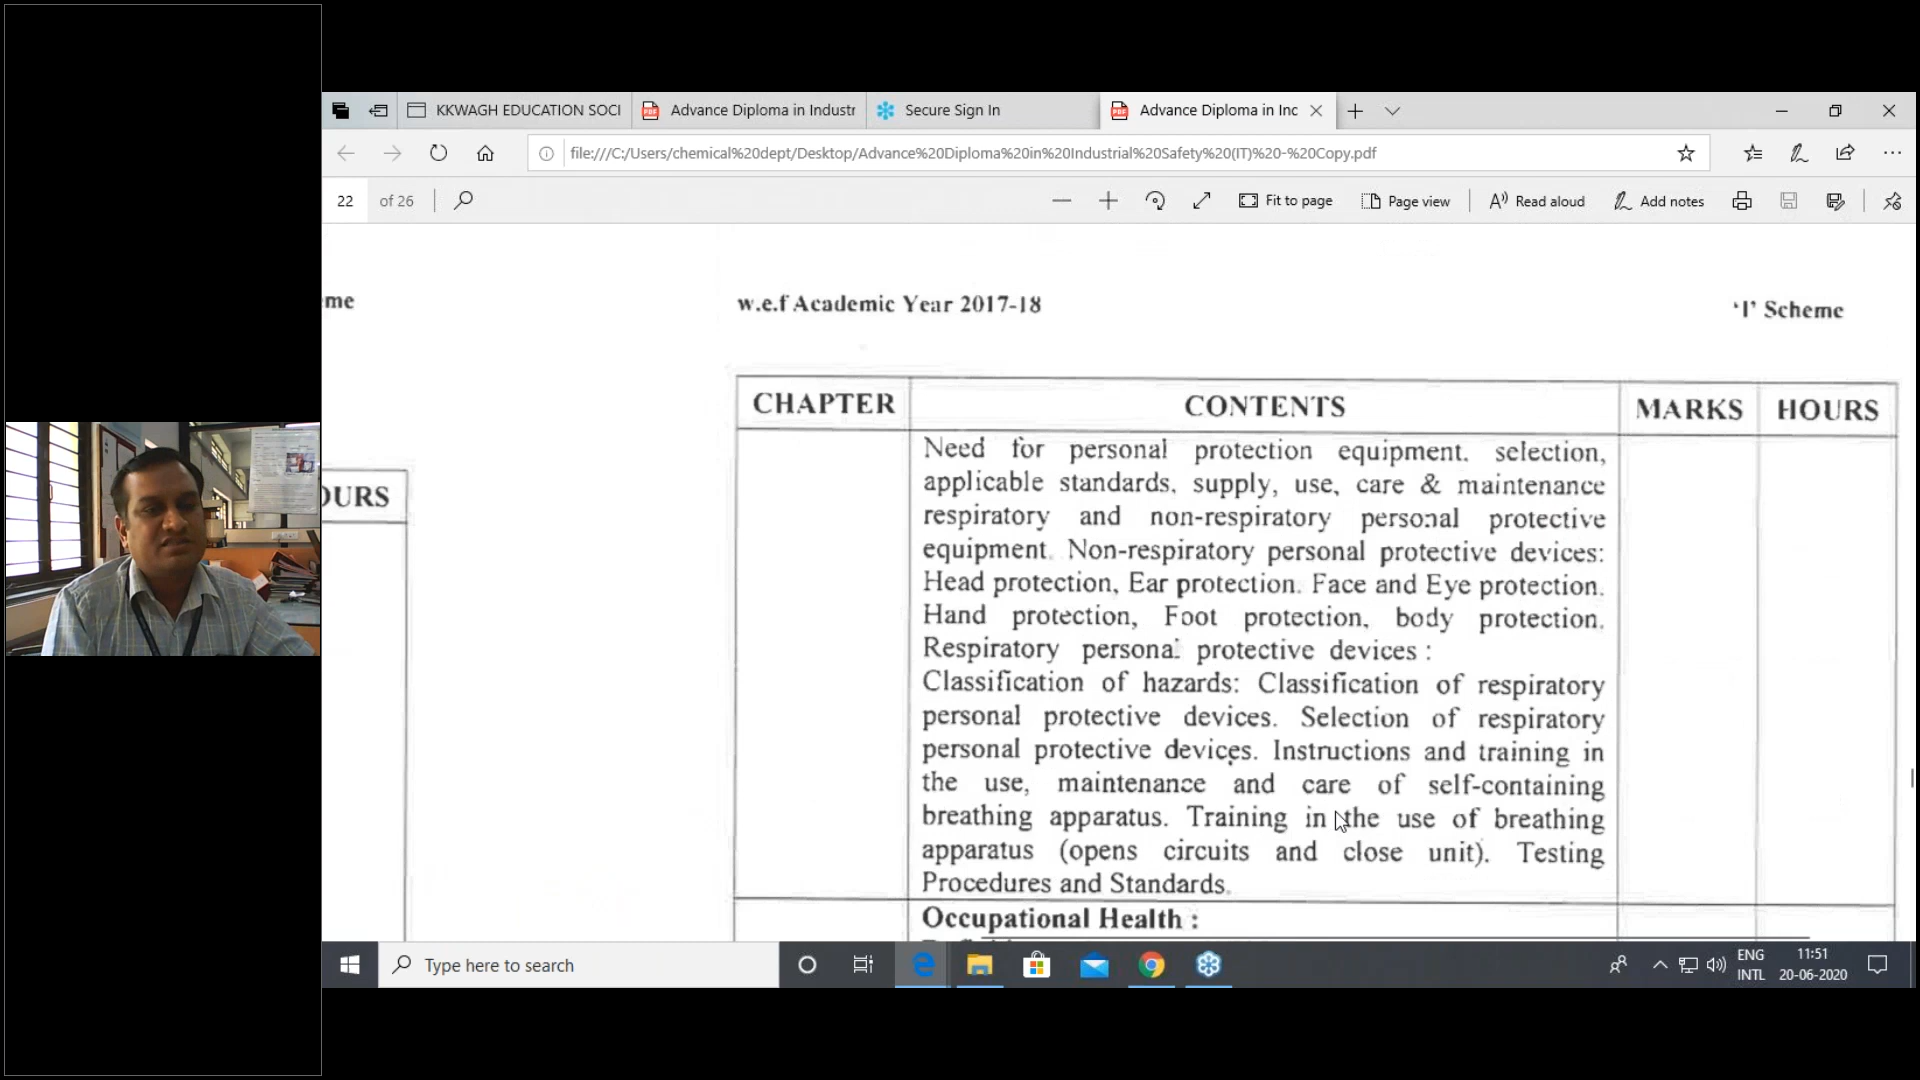 KKWAGH EDUCATION SOCI
Advance Diploma in Industr
Secure Sign In
Advance Diploma in Inc
file:///C:/Users/chemical%20dept/Desktop/Advance%20Diploma%20in%20Industrial%20Safety%20(IT)%20-%20Copy.pdf
22 of 26
Fit to page
Page view
Read aloud
Add notes
me
w.e.f Academic Year 2017-18
'I' Scheme
OURS
CHAPTER CONTENTS MARKS HOURS
Need for personal protection equipment. selection,
applicable standards, supply, use, care & maintenance
respiratory and non-respiratory personal protective
equipment. Non-respiratory personal protective devices:
Head protection, Ear protection. Face and Eye protection.
Hand protection, Foot protection, body protection.
Respiratory personal protective devices :
Classification of hazards: Classification of respiratory
personal protective devices. Selection of respiratory
personal protective devices. Instructions and training in
the use, maintenance and care of self-containing
breathing apparatus. Training in the use of breathing
apparatus (opens circuits and close unit). Testing
Procedures and Standards.
Occupational Health :
Type here to search
ENG
INTL
11:51
20-06-2020